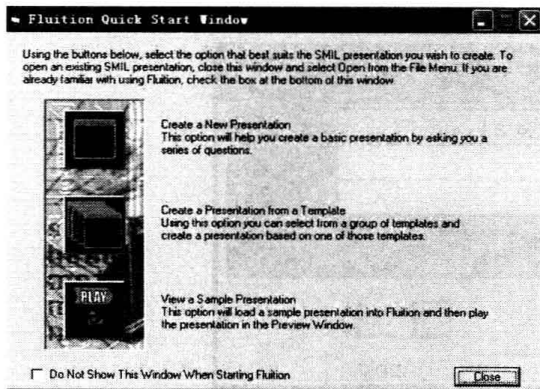 Fluition Quick Start Window
Using the buttons below, select the option that best suits the SMIL presentation you wish to create. To
open an existing SMIL presentation, close this window and select Open from the File Menu. If you are
already familiar with using Fluition, check the box at the bottom of this window.
Create a New Presentation
This option will help you create a basic presentation by asking you a
series of questions.
Create a Presentation from a Template
Using this option you can select from a group of templates and
create a presentation based on one of those templates.
PLAY
View a Sample Presentation
This option will load a sample presentation into Fluition and then play
the presentation in the Preview Window.
Do Not Show This Window When Starting Fluition
Close